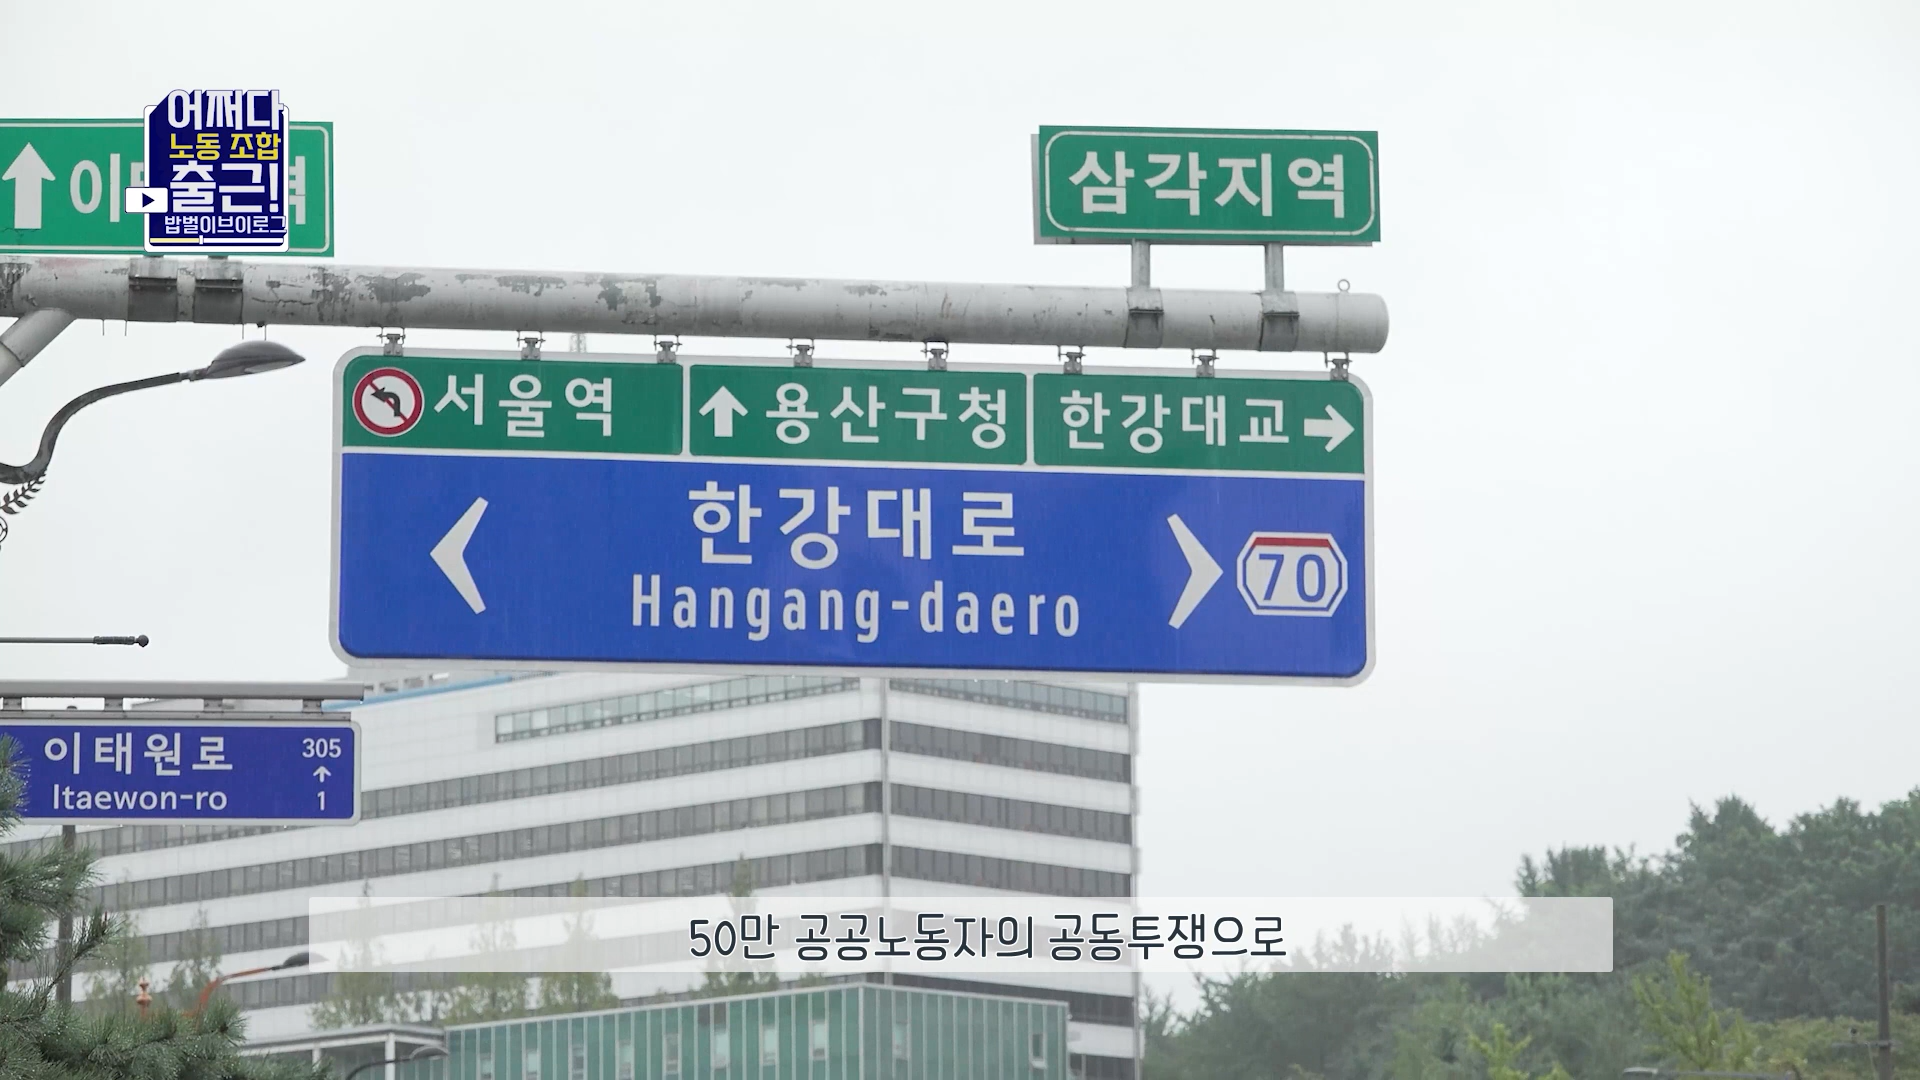 어쩌다
노동 조합
출근!
밥벌이브이로그
이
역
삼각지역
서울역
용산구청
한강대교
한강대로
Hangang-daero
70
이태원로
Itaewon-ro
305
1
50만 공공노동자의 공동투쟁으로